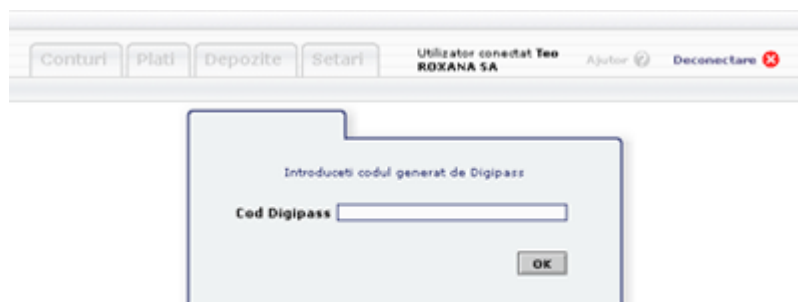 Conturi Plati Depozite Setari Utilizator conectat Teo Ajutor ? Deconectare
ROXANA SA
Introduceti codul generat de Digipass
Cod Digipass
OK